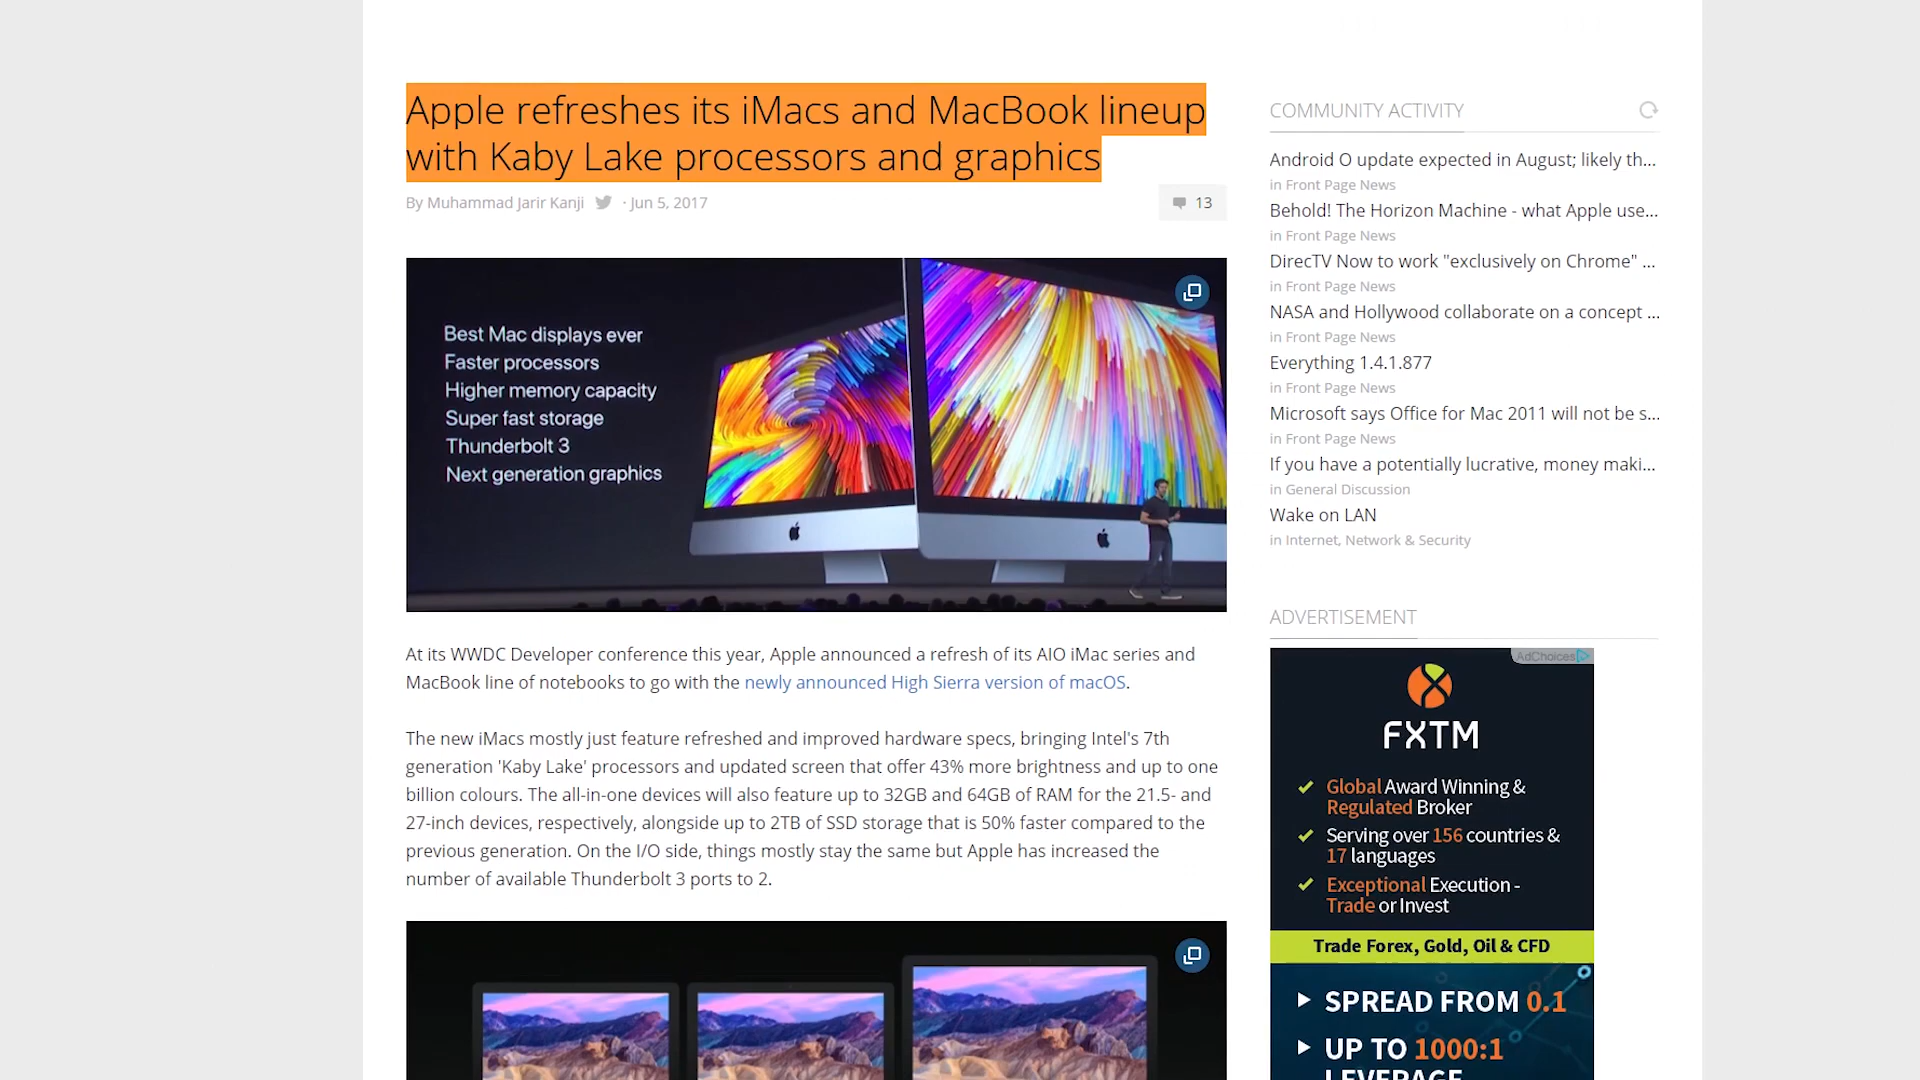 Apple refreshes its iMacs and MacBook lineup
with Kaby Lake processors and graphics
By Muhammad Jarir Kanji · Jun 5, 2017
13
Best Mac displays ever
Faster processors
Higher memory capacity
Super fast storage
Thunderbolt 3
Next generation graphics
At its WWDC Developer conference this year, Apple announced a refresh of its AIO iMac series and
MacBook line of notebooks to go with the newly announced High Sierra version of macOS.
The new iMacs mostly just feature refreshed and improved hardware specs, bringing Intel's 7th
generation 'Kaby Lake' processors and updated screen that offer 43% more brightness and up to one
billion colours. The all-in-one devices will also feature up to 32GB and 64GB of RAM for the 21.5- and
27-inch devices, respectively, alongside up to 2TB of SSD storage that is 50% faster compared to the
previous generation. On the I/O side, things mostly stay the same but Apple has increased the
number of available Thunderbolt 3 ports to 2.
COMMUNITY ACTIVITY
Android O update expected in August; likely th...
in Front Page News
Behold! The Horizon Machine - what Apple use...
in Front Page News
DirecTV Now to work "exclusively on Chrome" ...
in Front Page News
NASA and Hollywood collaborate on a concept ...
in Front Page News
Everything 1.4.1.877
in Front Page News
Microsoft says Office for Mac 2011 will not be s...
in Front Page News
If you have a potentially lucrative, money maki...
in General Discussion
Wake on LAN
in Internet, Network & Security
ADVERTISEMENT
AdChoices
FXTM
Global Award Winning &
Regulated Broker
Serving over 156 countries &
17 languages
Exceptional Execution -
Trade or Invest
Trade Forex, Gold, Oil & CFD
SPREAD FROM 0.1
UP TO 1000:1
LEVERAGE